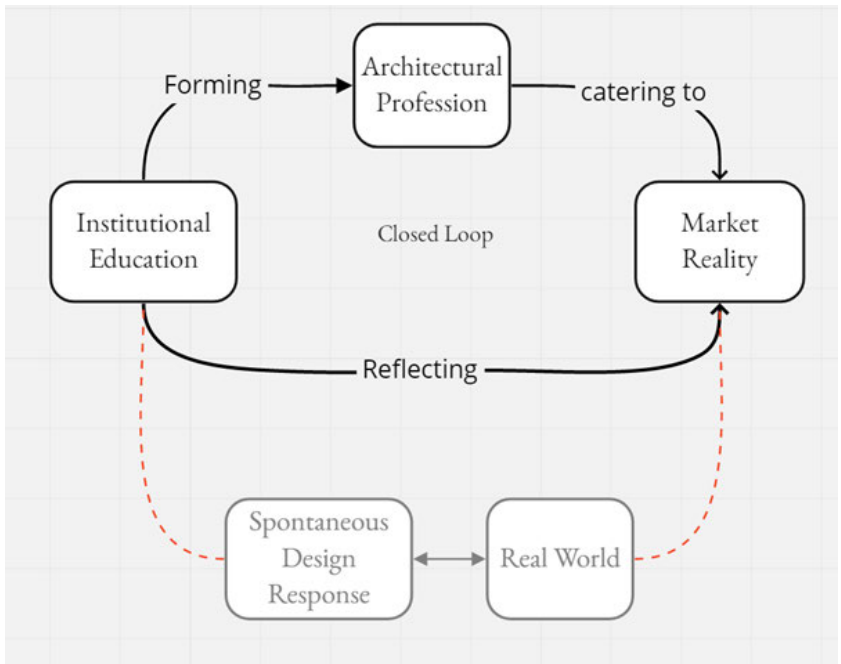 Forming
Architectural
Profession
catering to
Institutional
Education
Closed Loop
Market
Reality
Reflecting
Spontaneous
Design
Response
Real World